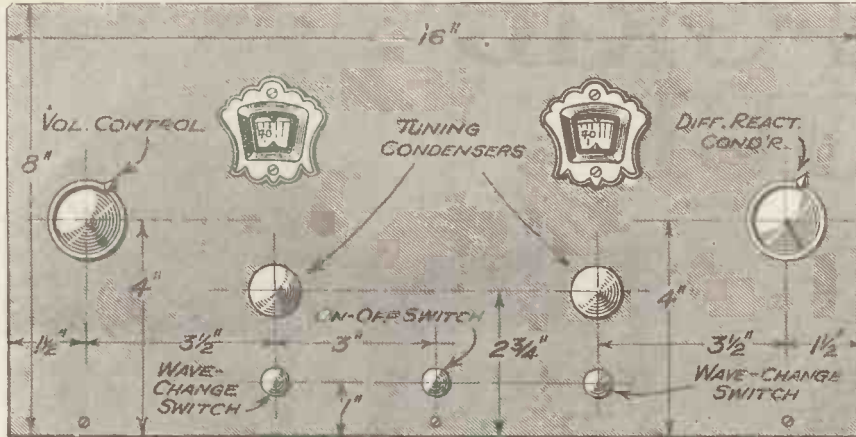 16"
VOL. CONTROL
TUNING
CONDENSERS
DIFF. REACT.
COND'R.
8"
4"
4"
ON-OFF SWITCH
1½"
3½"
3"
2¾"
3½"
1½"
WAVE-
CHANGE
SWITCH
1"
WAVE-CHANGE
SWITCH